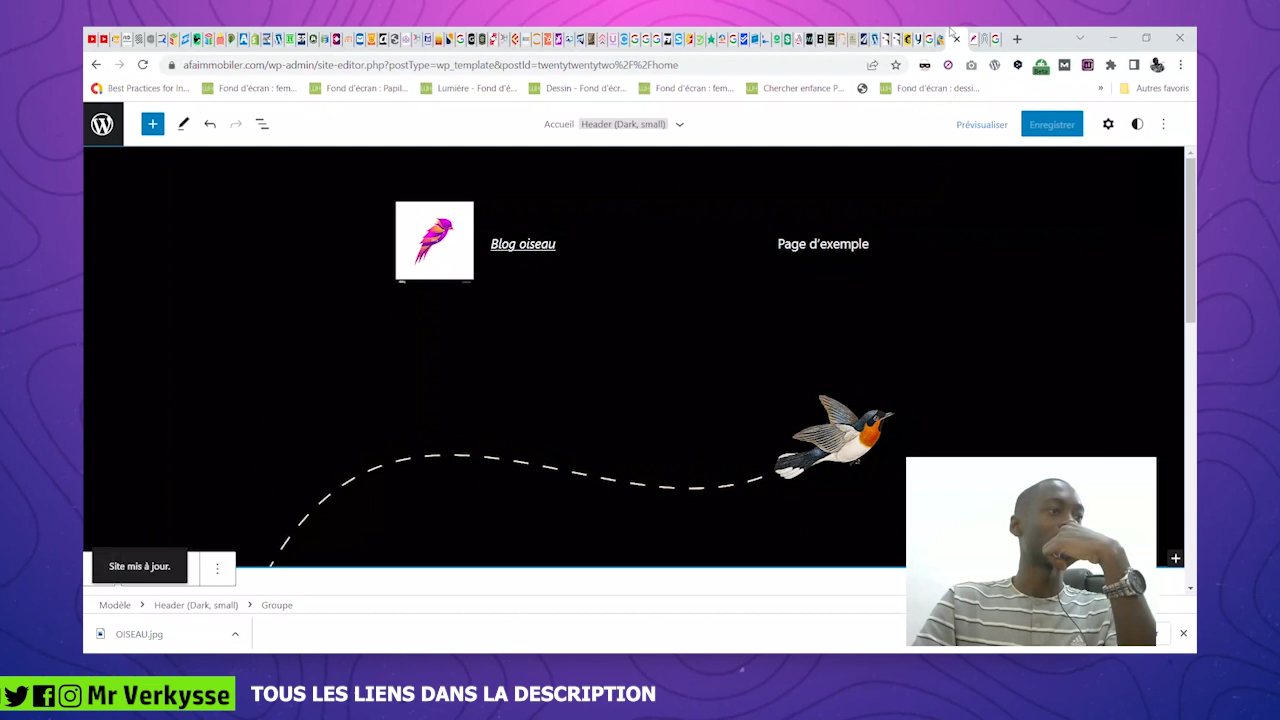 afaimmobiler.com/wp-admin/site-editor.php?postType=wp_template&postId=twentytwentytwo%2F%2Fhome
Beta
Best Practices for In...
Fond d'écran : fem...
Fond d'écran : Papil...
Lumière - Fond d'é...
Dessin - Fond d'écr...
Fond d'écran : fem...
Chercher enfance P...
Fond d'écran : dessi...
»
Autres favoris
Accueil Header (Dark, small)
Prévisualiser
Enregistrer
Blog oiseau
Page d'exemple
Site mis à jour.
Modèle > Header (Dark, small) > Groupe
OISEAU.jpg
Mr Verkysse
TOUS LES LIENS DANS LA DESCRIPTION